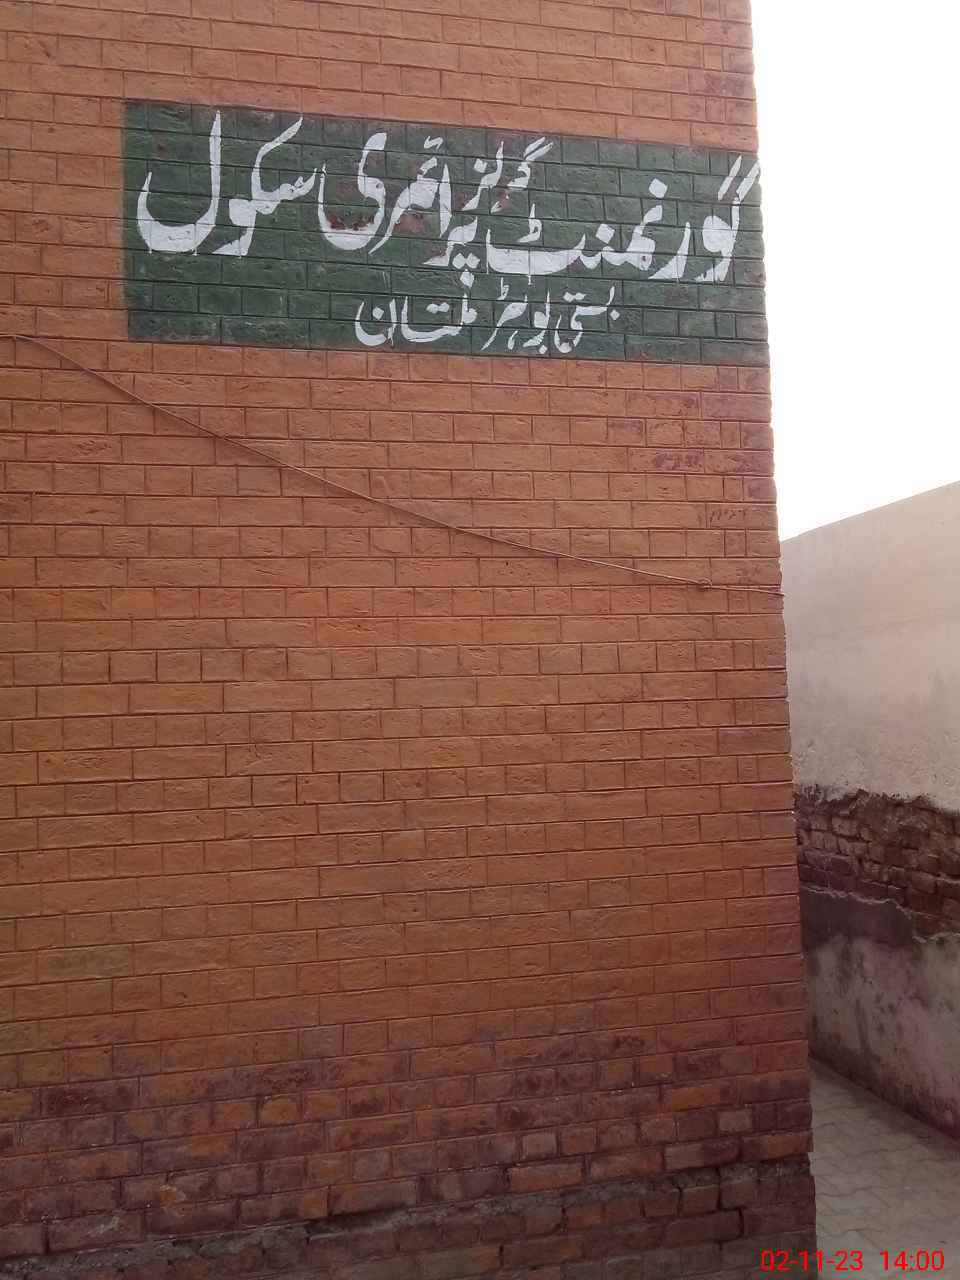 گورنمنٹ گرلز پرائمری سکول
بستی بوہڑ ملتان
02-11-23 14:00